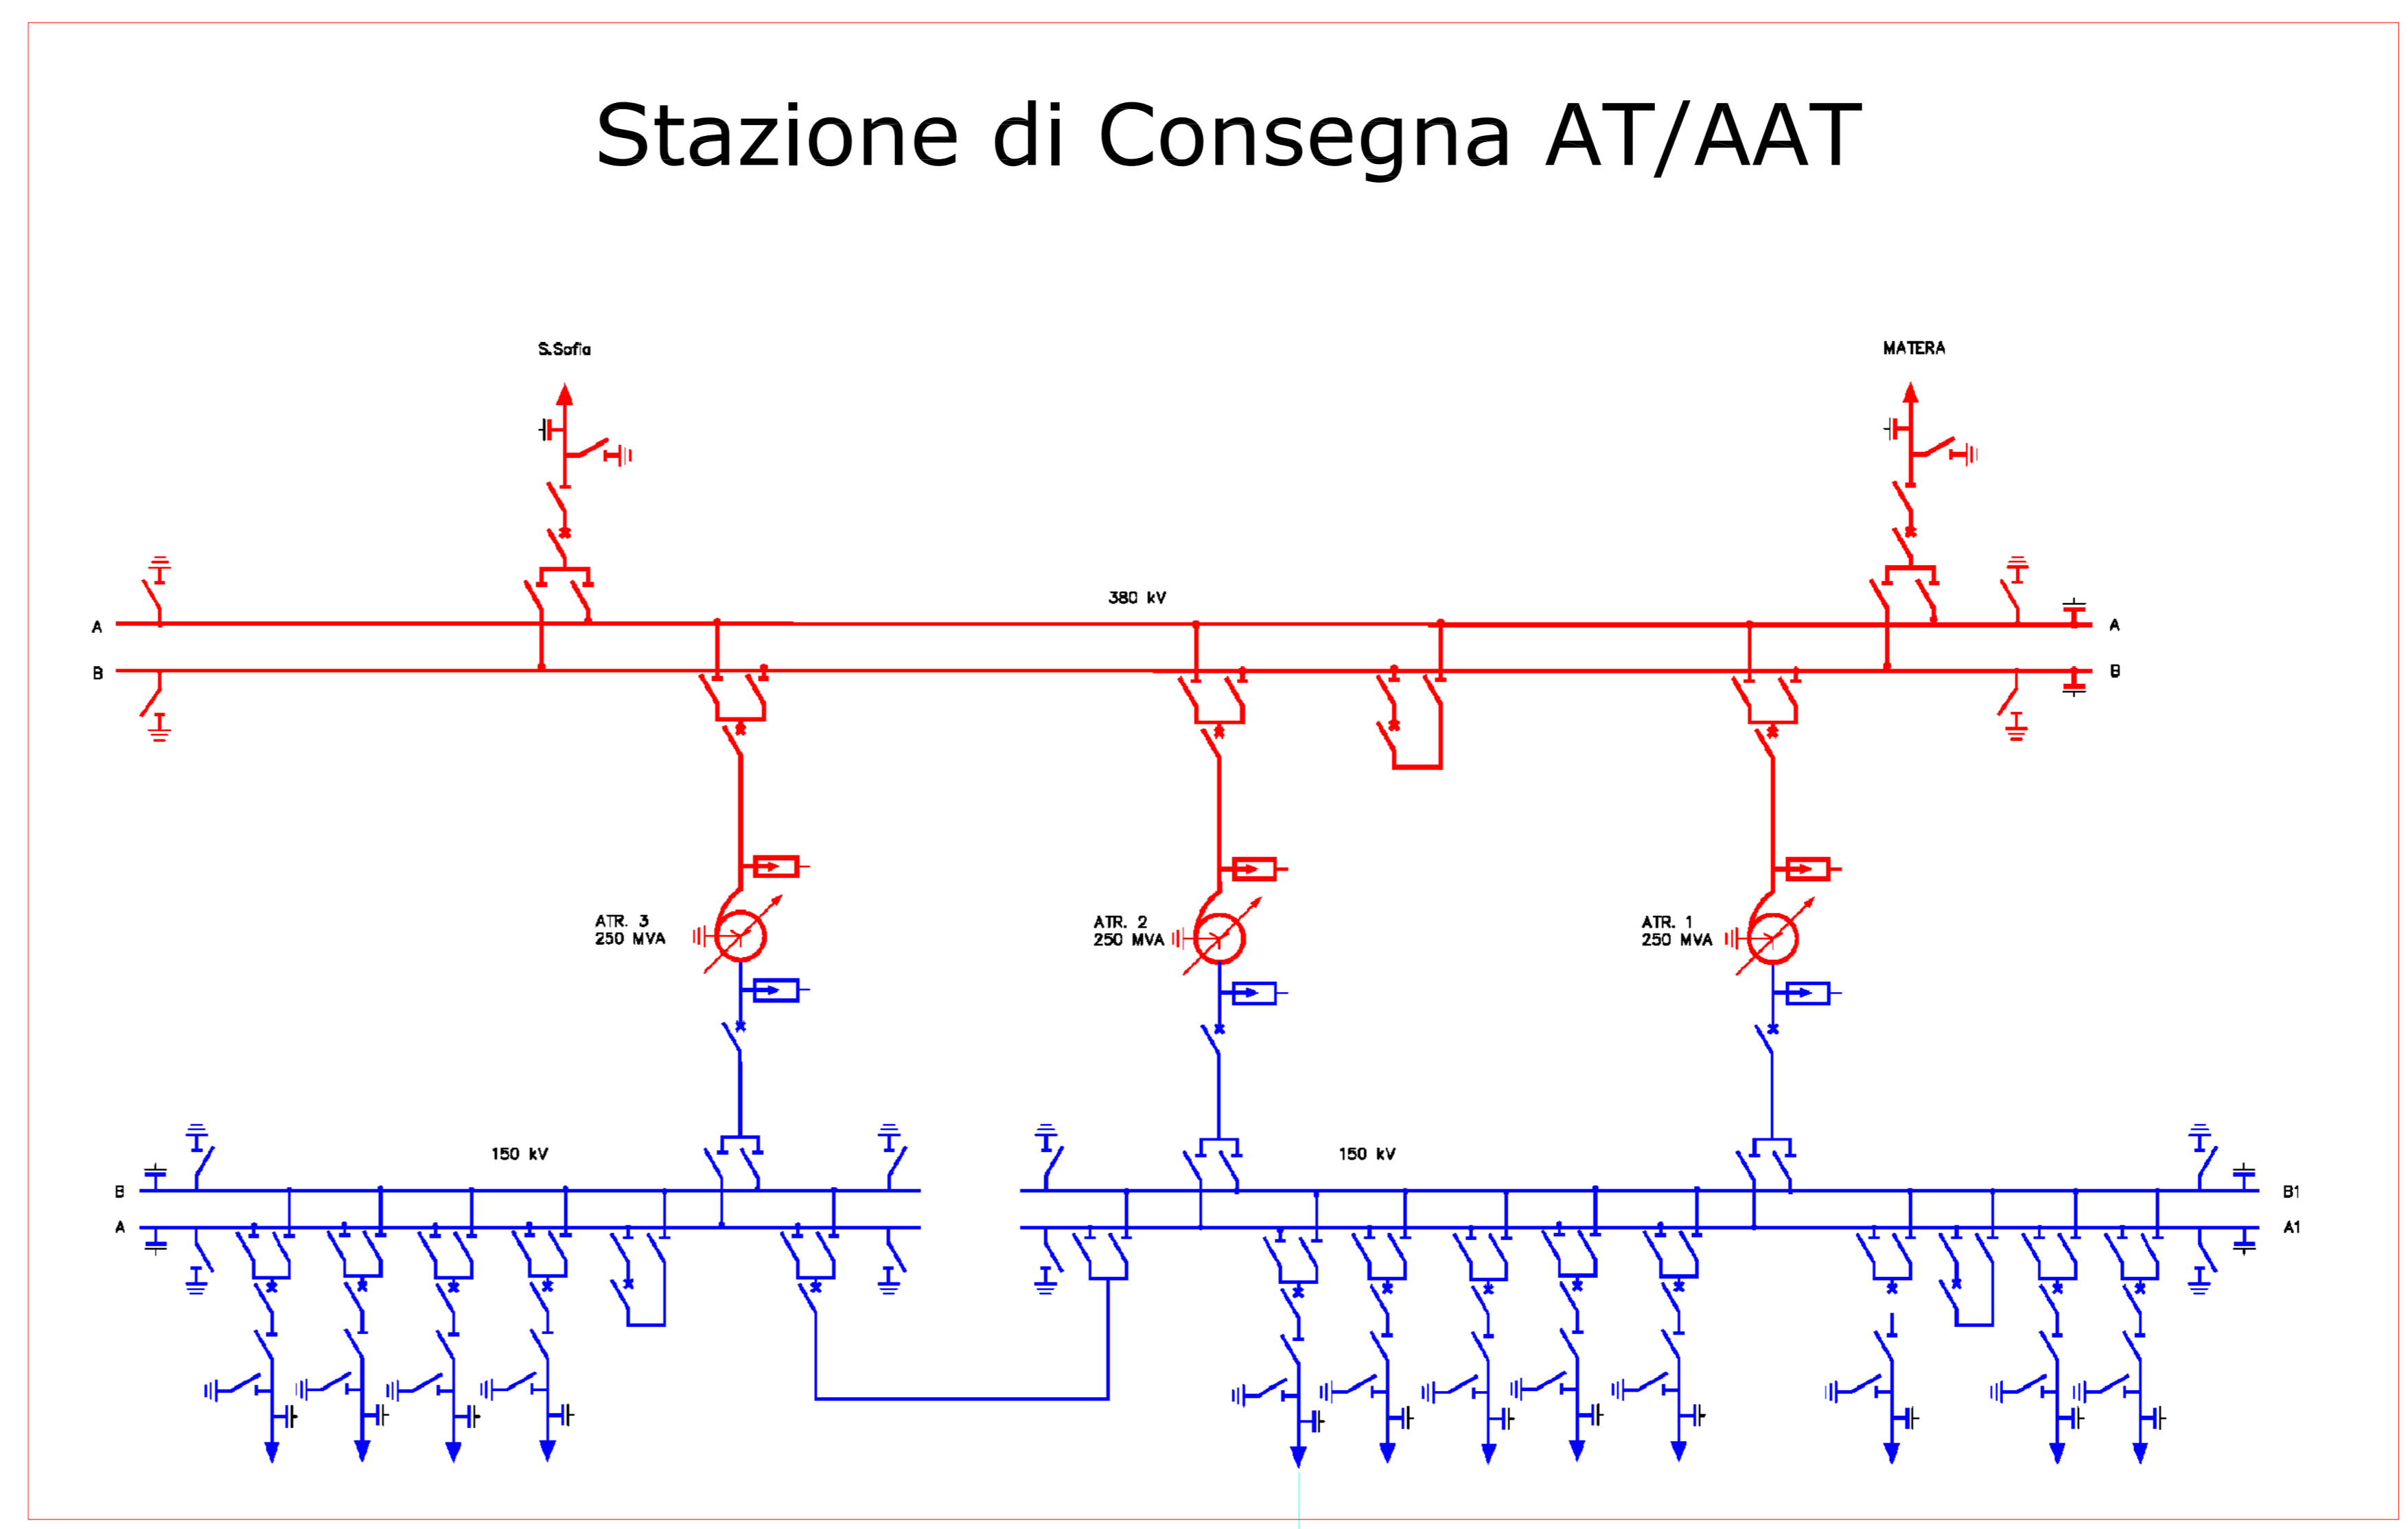 Stazione di Consegna AT/AAT
S.Sofia
MATERA
380 kV
A
A
B
B
ATR. 3
250 MVA
ATR. 2
250 MVA
ATR. 1
250 MVA
150 kV
150 kV
B
B1
A
A1